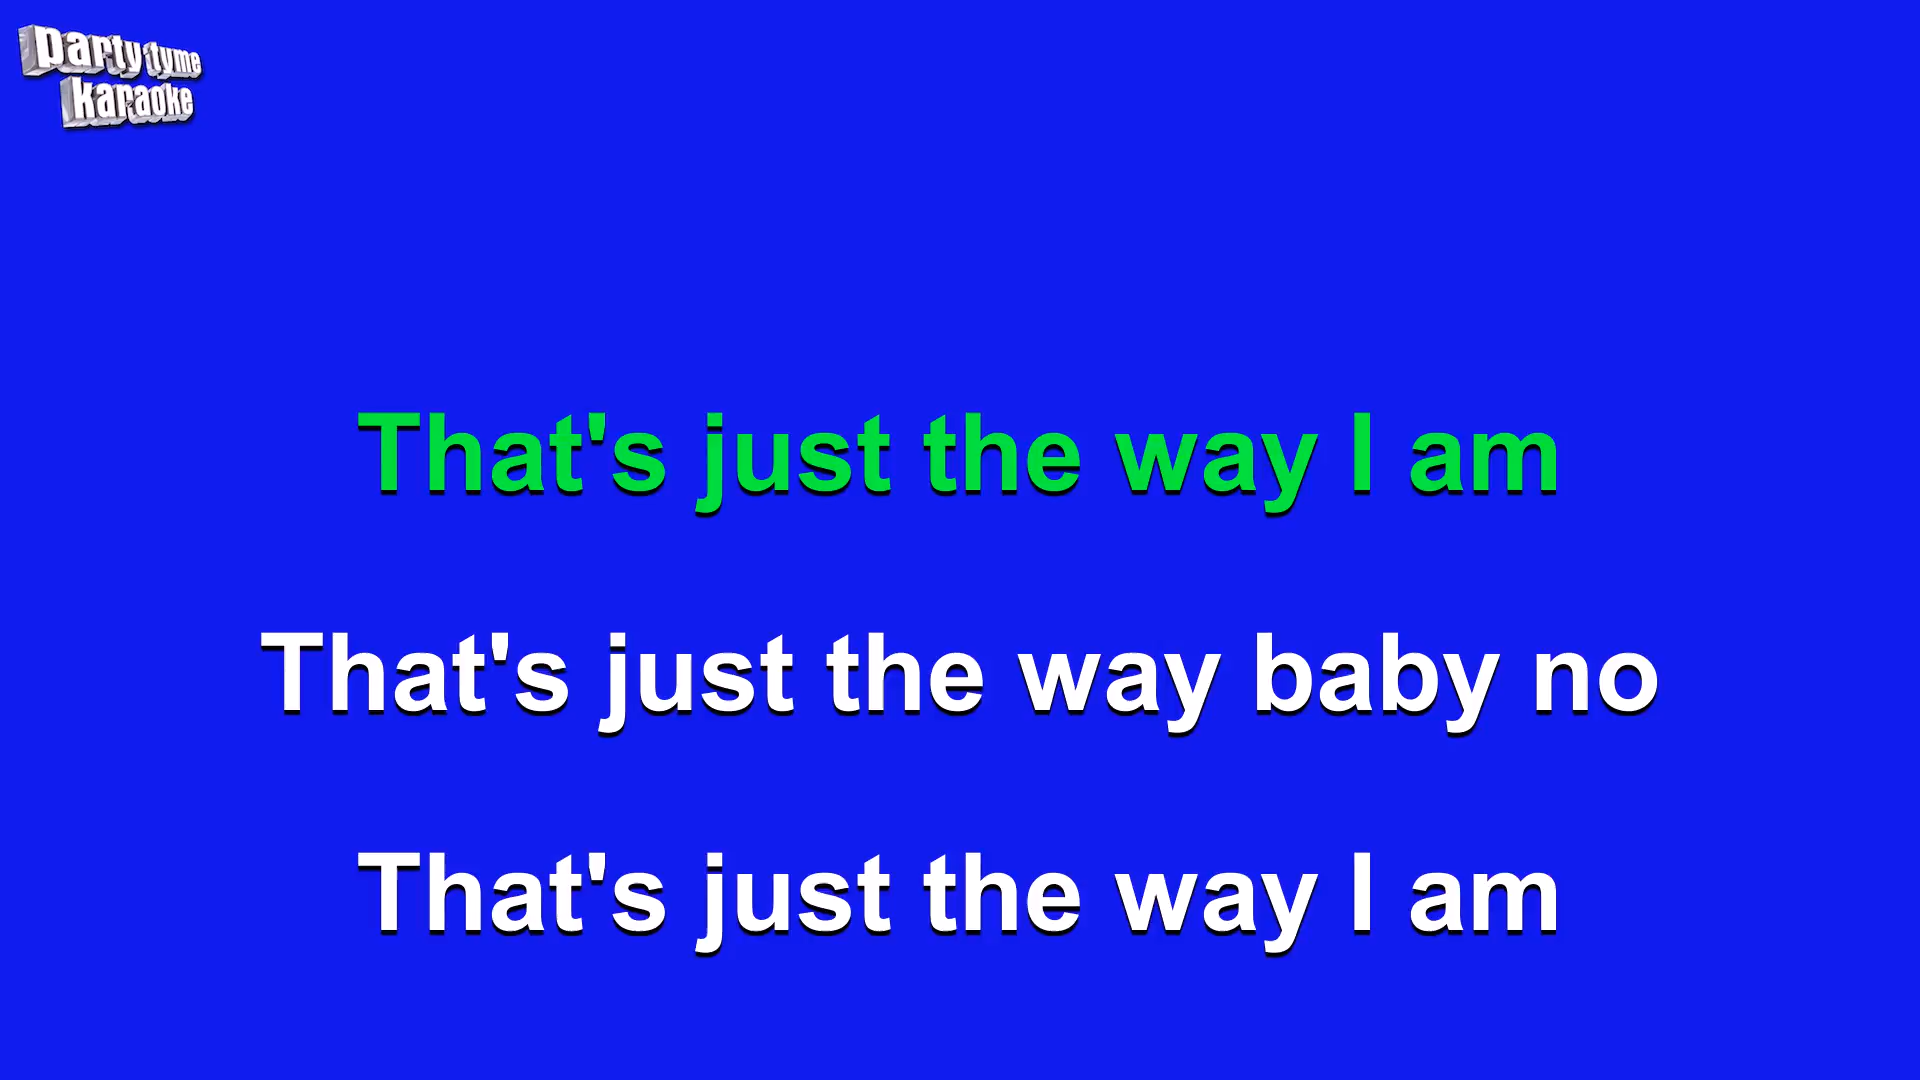 party tyme
karaoke
That's just the way I am
That's just the way baby no
That's just the way I am